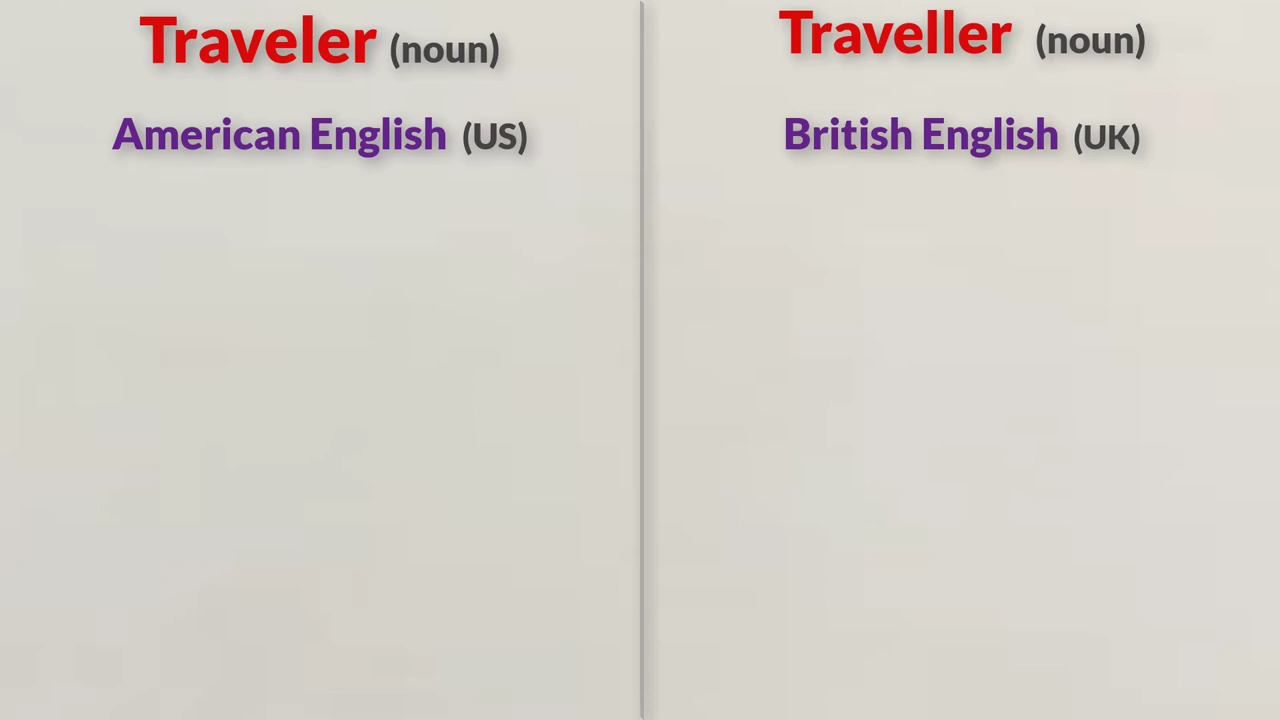 Traveler (noun)
American English (US)
Traveller (noun)
British English (UK)